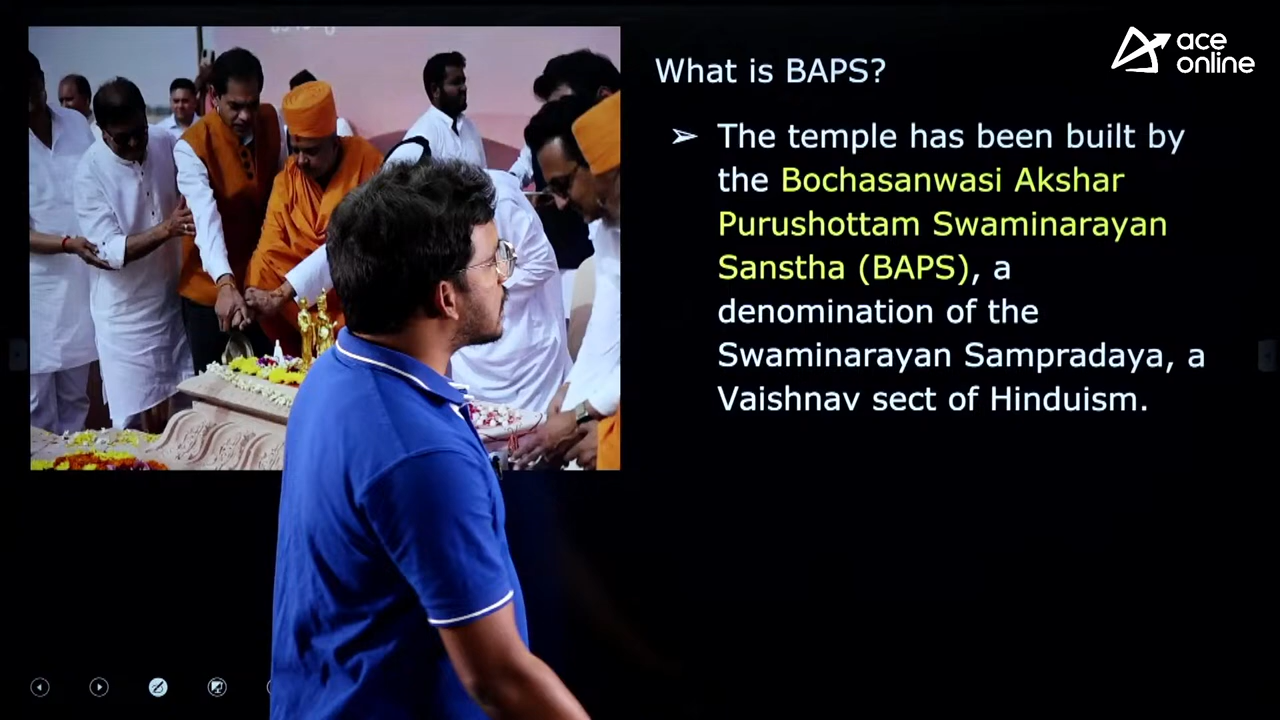 ace
online
What is BAPS?
➢ The temple has been built by
the Bochasanwasi Akshar
Purushottam Swaminarayan
Sanstha (BAPS), a
denomination of the
Swaminarayan Sampradaya, a
Vaishnav sect of Hinduism.